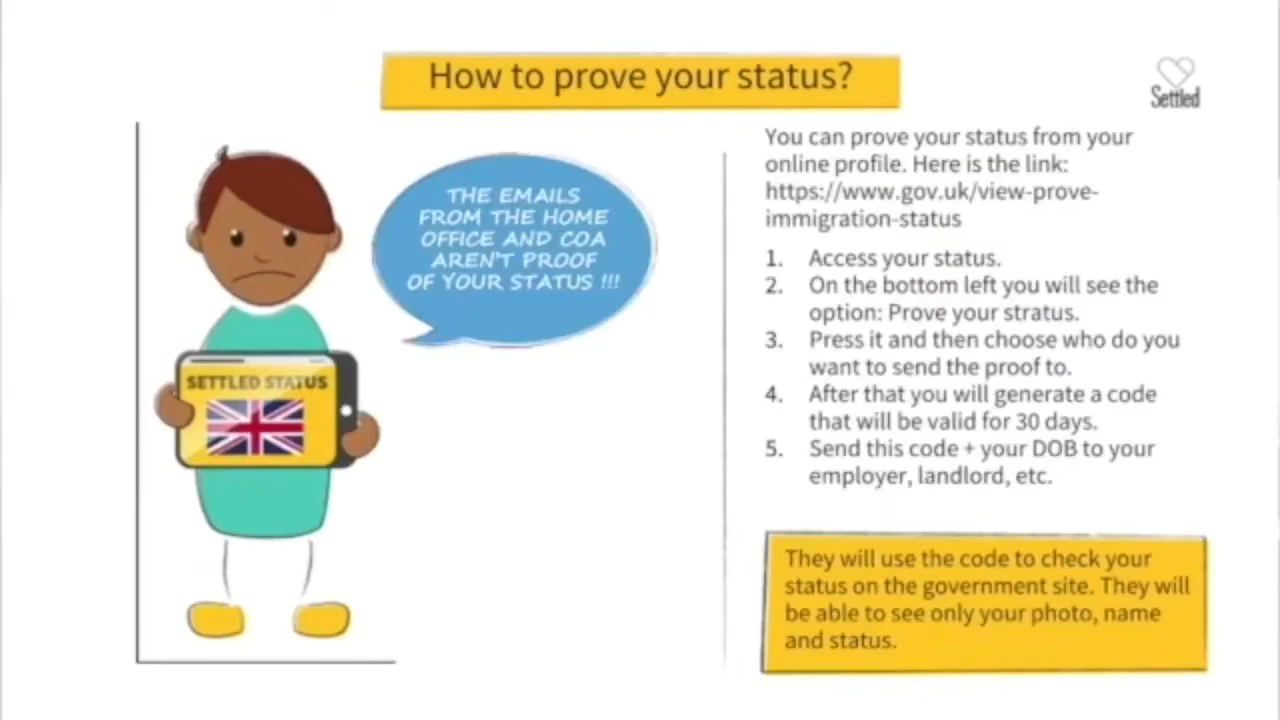 How to prove your status?
Settled
THE EMAILS
FROM THE HOME
OFFICE AND COA
AREN'T PROOF
OF YOUR STATUS !!!
SETTLED STATUS
You can prove your status from your
online profile. Here is the link:
https://www.gov.uk/view-prove-
immigration-status
1. Access your status.
2. On the bottom left you will see the
option: Prove your stratus.
3. Press it and then choose who do you
want to send the proof to.
4. After that you will generate a code
that will be valid for 30 days.
5. Send this code + your DOB to your
employer, landlord, etc.
They will use the code to check your
status on the government site. They will
be able to see only your photo, name
and status.